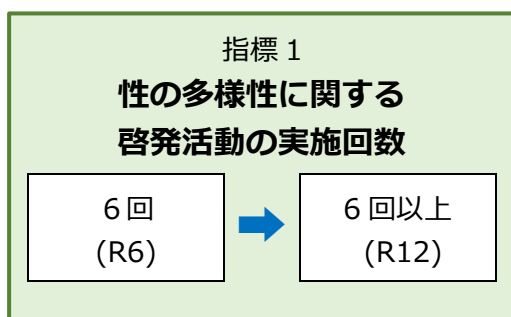 指標１
性の多様性に関する
啓発活動の実施回数
６回
(R6)
６回以上
(R12)